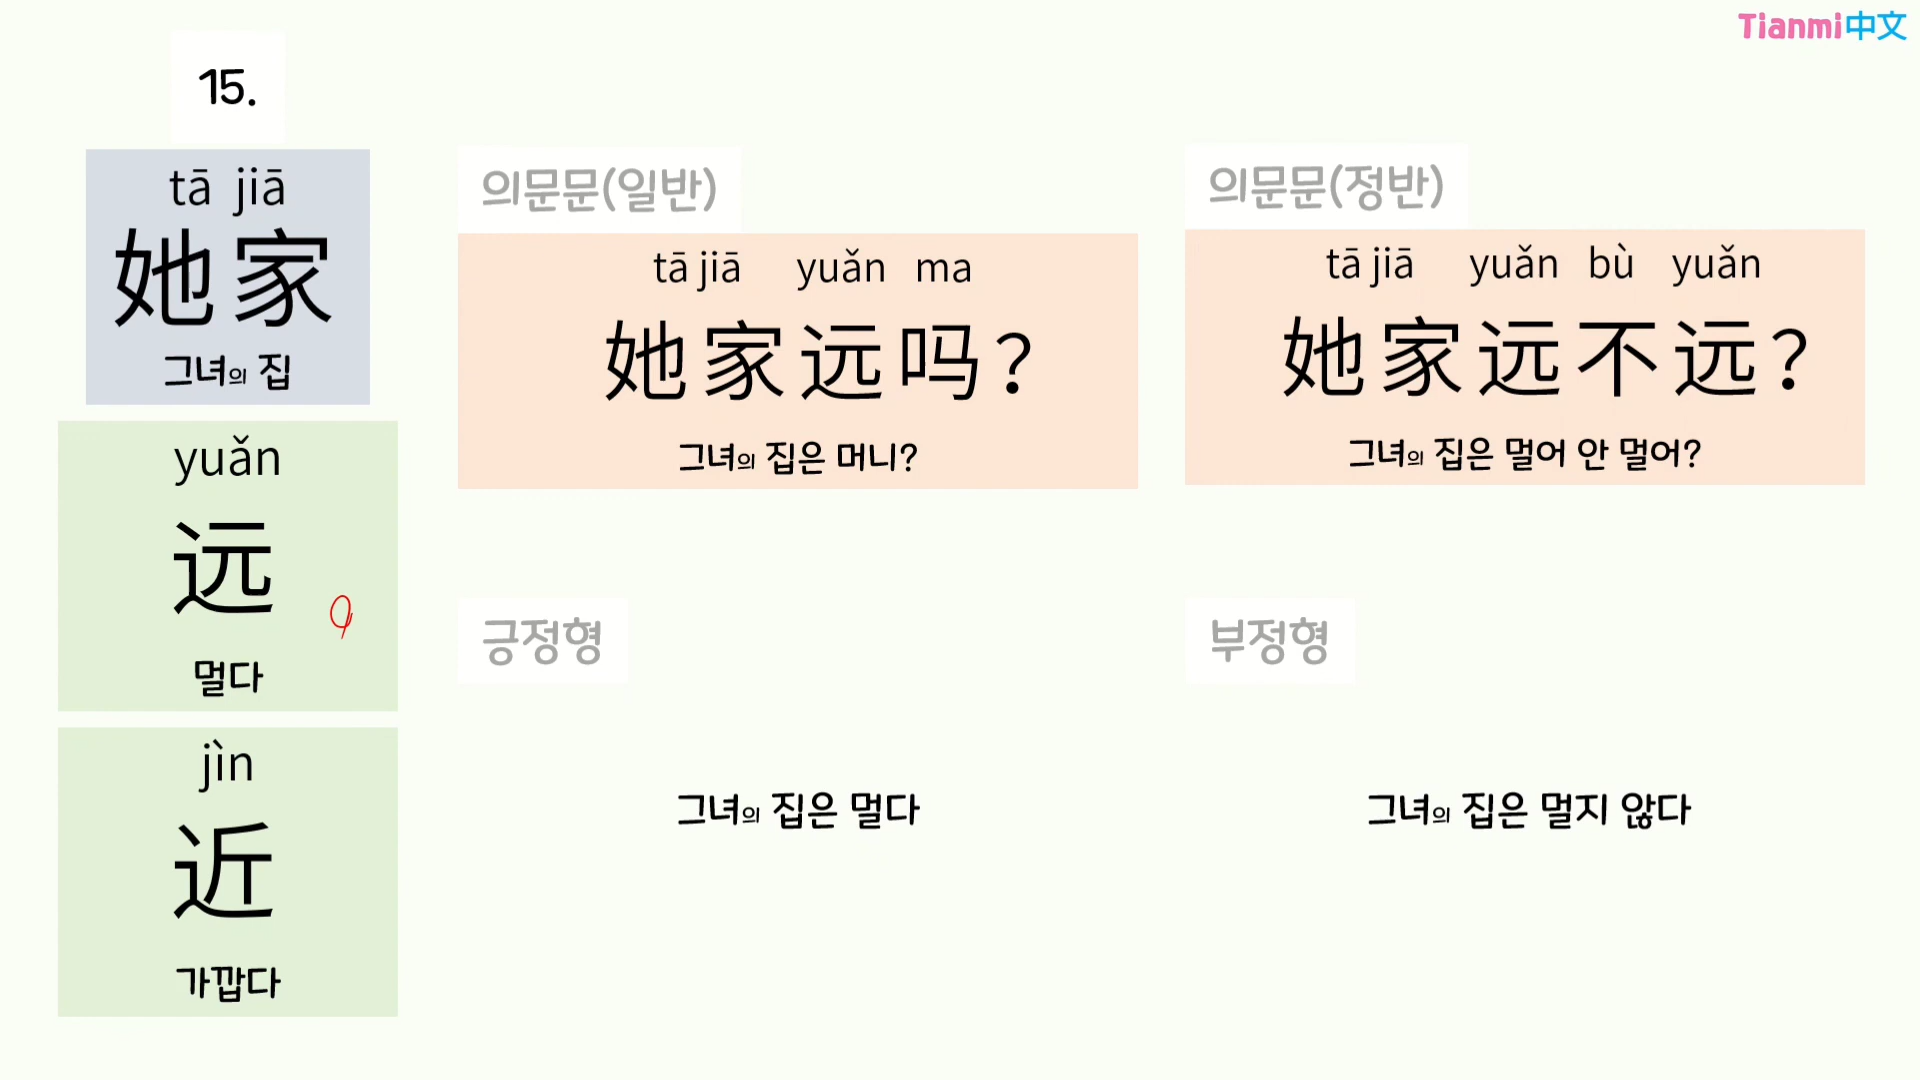 Tianmi中文
15.
tā jiā
她家
그녀의 집
yuǎn
远
멀다
jìn
近
가깝다
의문문(일반)
tā jiā yuǎn ma
她家远吗?
그녀의 집은 머니?
의문문(정반)
tā jiā yuǎn bù yuǎn
她家远不远?
그녀의 집은 멀어 안 멀어?
긍정형
그녀의 집은 멀다
부정형
그녀의 집은 멀지 않다